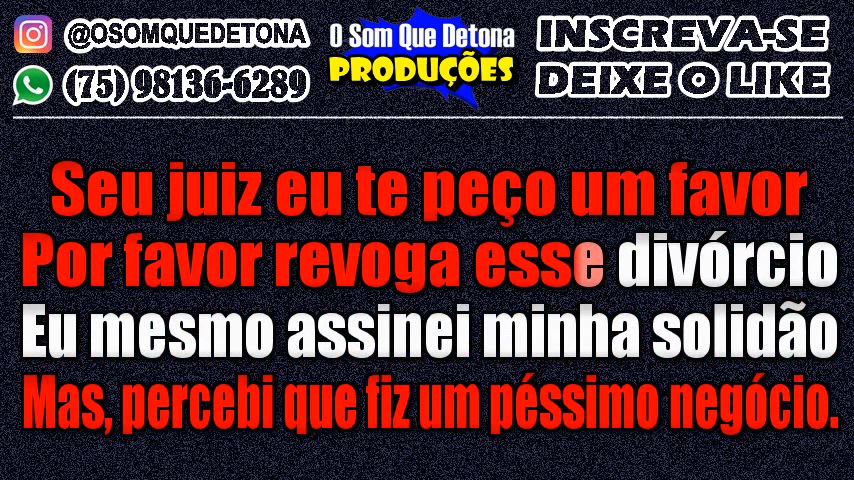 @OSOMQUEDETONA
(75) 98136-6289
O Som Que Detona
PRODUÇÕES
INSCREVA-SE
DEIXE O LIKE
Seu juiz eu te peço um favor
Por favor revoga esse divórcio
Eu mesmo assinei minha solidão
Mas, percebi que fiz um péssimo negócio.